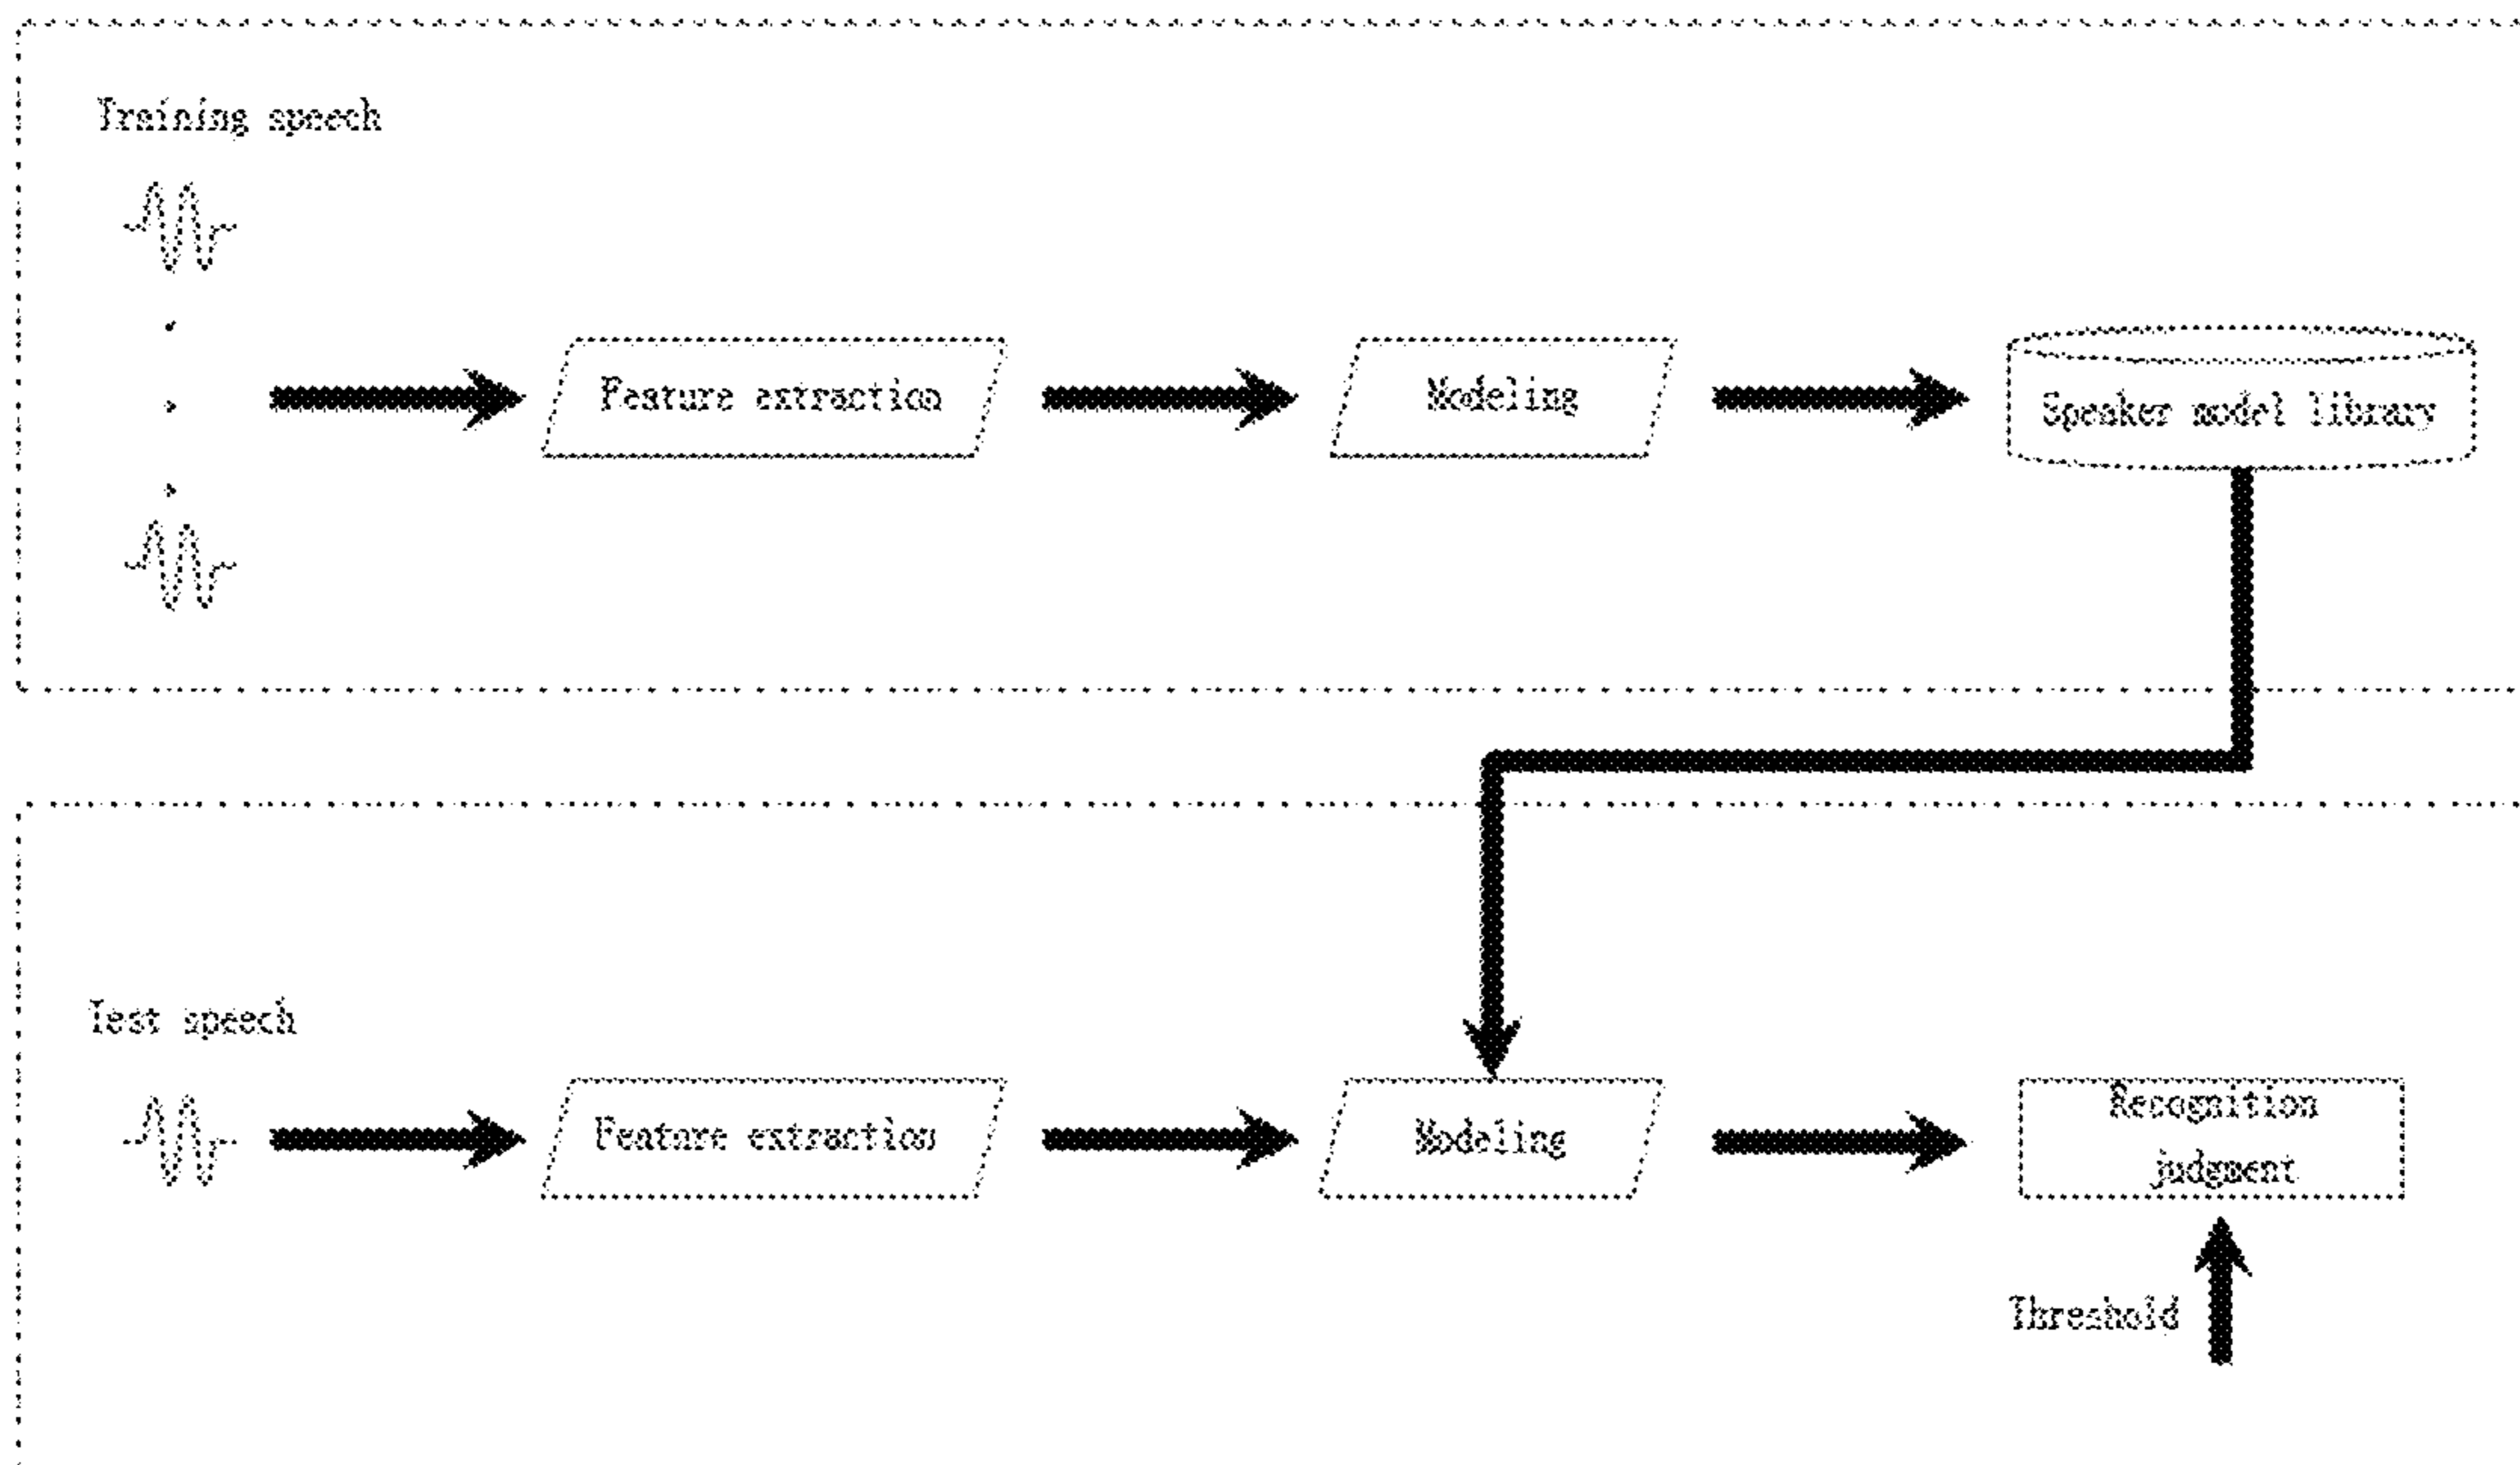 Training speech
Feature extraction
Modeling
Speaker model library
Test speech
Feature extraction
Modeling
Recognition
judgment
Threshold